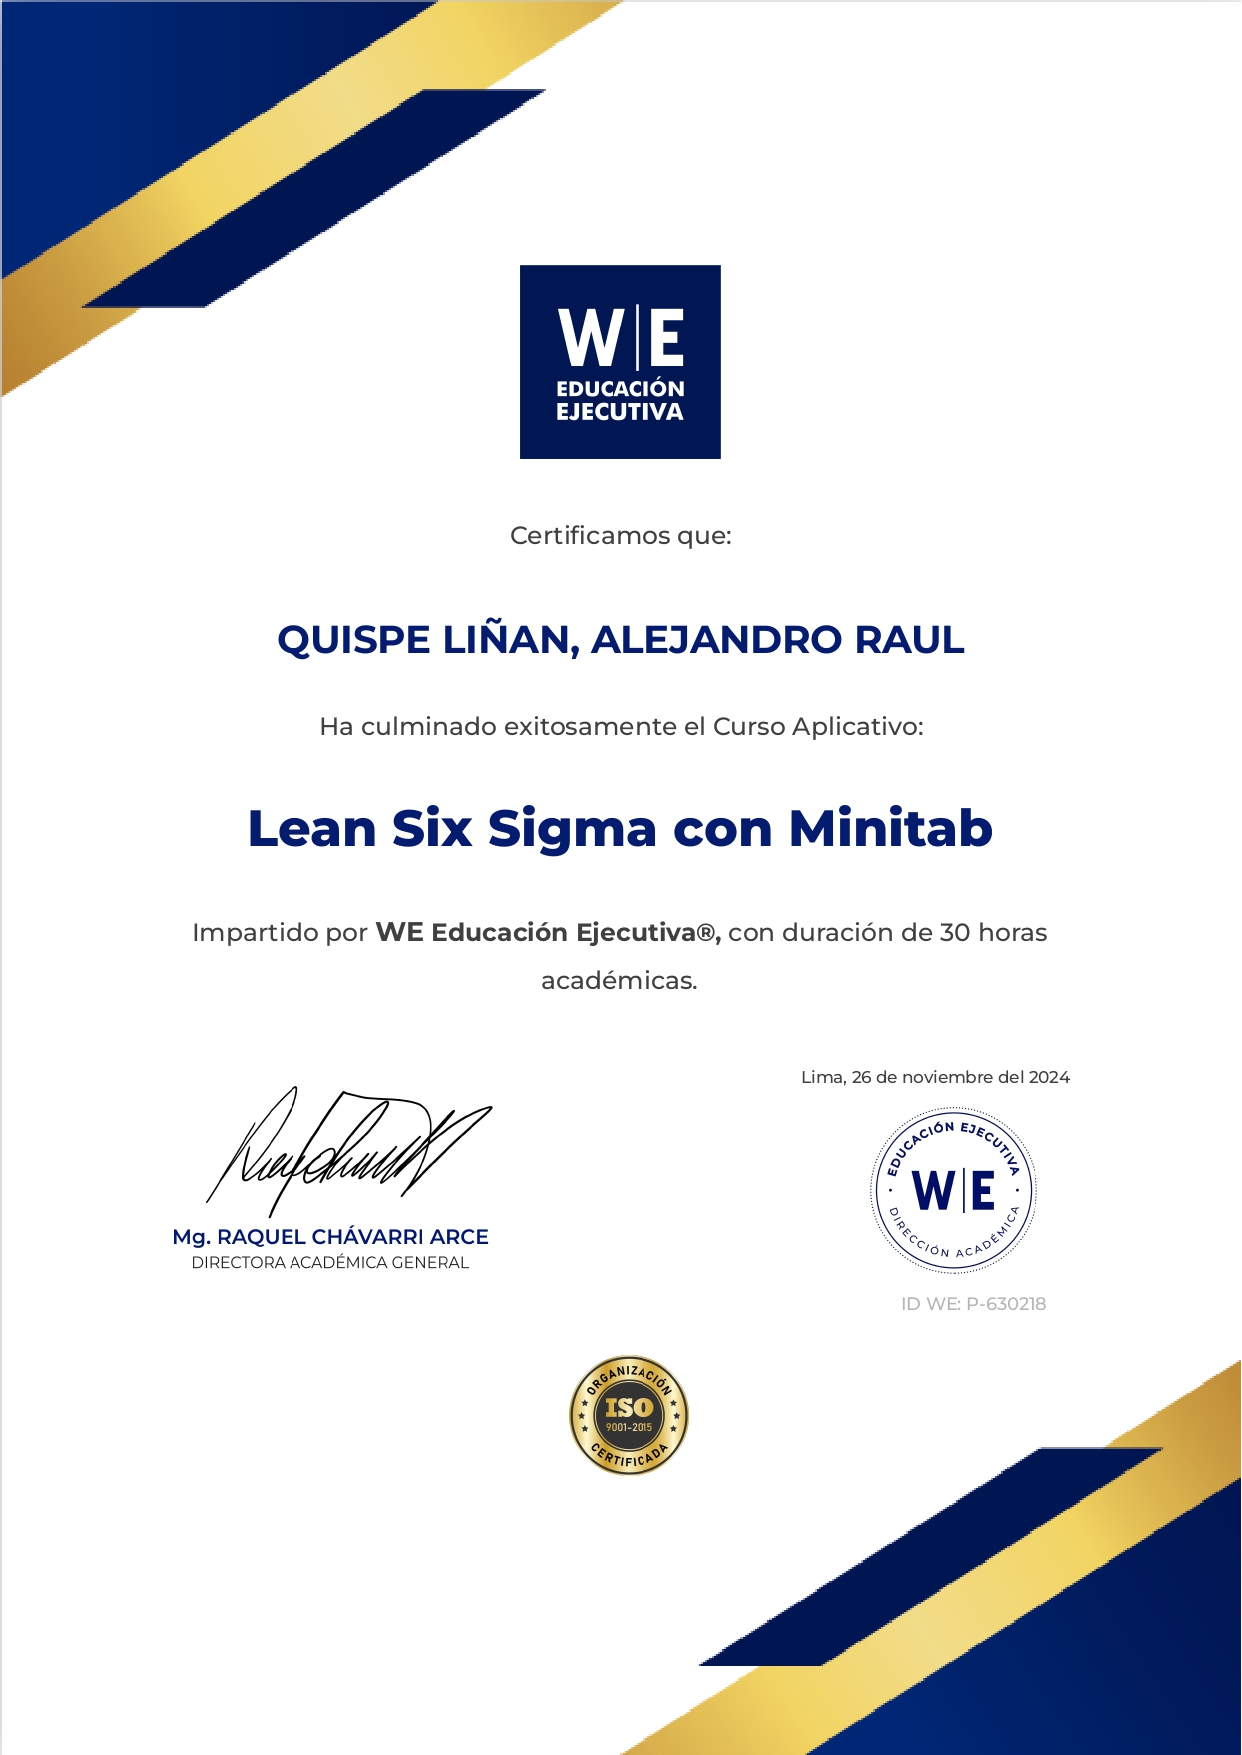 W|E
EDUCACIÓN
EJECUTIVA
Certificamos que:
QUISPE LIÑAN, ALEJANDRO RAUL
Ha culminado exitosamente el Curso Aplicativo:
Lean Six Sigma con Minitab
Impartido por WE Educación Ejecutiva®, con duración de 30 horas
académicas.
Lima, 26 de noviembre del 2024
Mg. RAQUEL CHÁVARRI ARCE
DIRECTORA ACADÉMICA GENERAL
EDUCACIÓN EJECUTIVA
W|E
DIRECCIÓN ACADÉMICA
ID WE: P-630218
ORGANIZACIÓN
ISO
9001-2015
CERTIFICADA